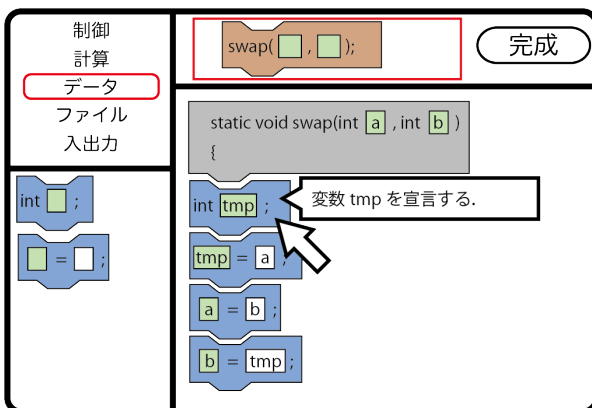 制御
計算
データ
ファイル
入出力
int ;
= ;
swap( , );
完成
static void swap(int a , int b )
{
int tmp ;
変数 tmp を宣言する.
tmp = a ;
a = b ;
b = tmp ;